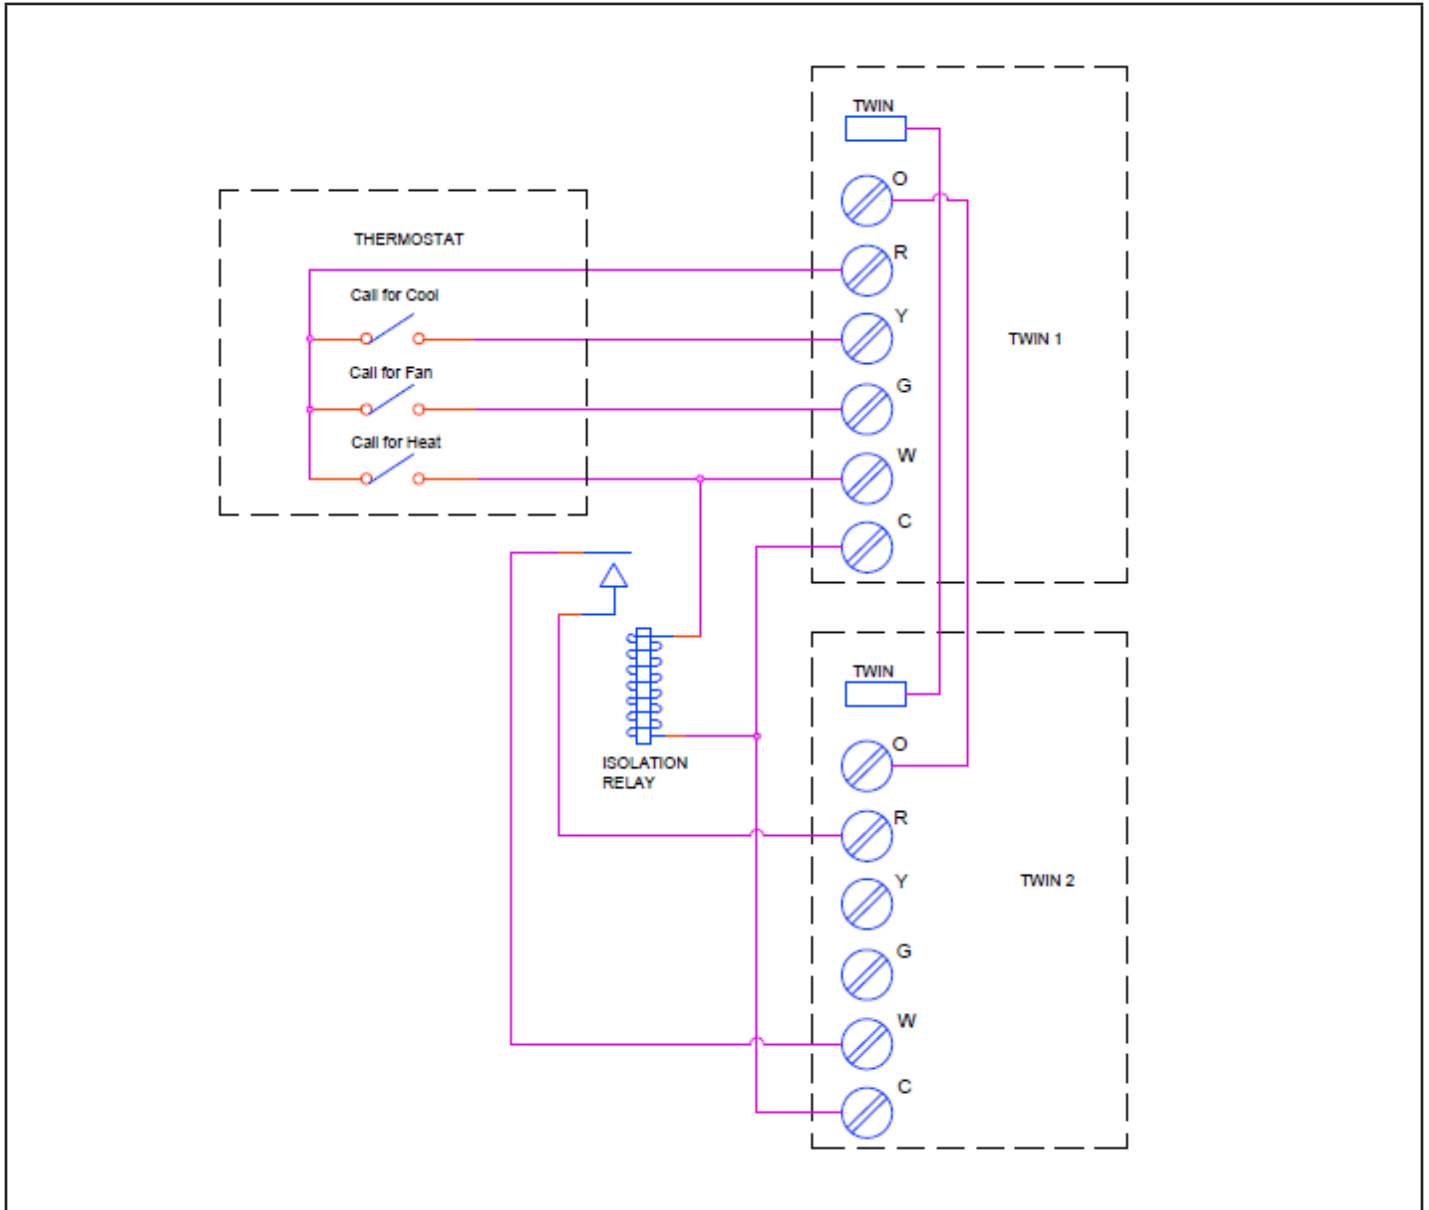 TWIN
O
THERMOSTAT
R
Call for Cool
Y
TWIN 1
Call for Fan
G
Call for Heat
W
C
TWIN
O
ISOLATION
RELAY
R
Y
TWIN 2
G
W
C